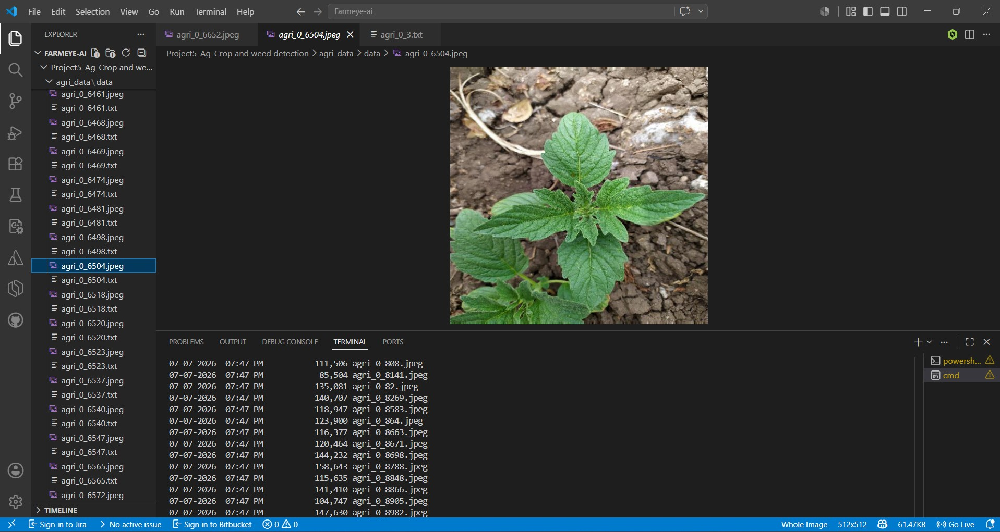 File Edit Selection View Go Run Terminal Help
Farmeye-ai
EXPLORER
FARMEYE-AI
Project5_Ag_Crop and we...
agri_data\data
agri_0_6461.jpeg
agri_0_6461.txt
agri_0_6468.jpeg
agri_0_6468.txt
agri_0_6469.jpeg
agri_0_6469.txt
agri_0_6474.jpeg
agri_0_6474.txt
agri_0_6481.jpeg
agri_0_6481.txt
agri_0_6498.jpeg
agri_0_6498.txt
agri_0_6504.jpeg
agri_0_6504.txt
agri_0_6518.jpeg
agri_0_6518.txt
agri_0_6520.jpeg
agri_0_6520.txt
agri_0_6523.jpeg
agri_0_6523.txt
agri_0_6537.jpeg
agri_0_6537.txt
agri_0_6540.jpeg
agri_0_6540.txt
agri_0_6547.jpeg
agri_0_6547.txt
agri_0_6565.jpeg
agri_0_6565.txt
agri_0_6572.jpeg
TIMELINE
agri_0_6652.jpeg agri_0_6504.jpeg agri_0_3.txt
Project5_Ag_Crop and weed detection > agri_data > data > agri_0_6504.jpeg
PROBLEMS OUTPUT DEBUG CONSOLE TERMINAL PORTS
07-07-2026 07:47 PM 111,506 agri_0_808.jpeg
07-07-2026 07:47 PM 85,504 agri_0_8141.jpeg
07-07-2026 07:47 PM 135,081 agri_0_82.jpeg
07-07-2026 07:47 PM 140,707 agri_0_8269.jpeg
07-07-2026 07:47 PM 118,947 agri_0_8583.jpeg
07-07-2026 07:47 PM 123,900 agri_0_864.jpeg
07-07-2026 07:47 PM 116,377 agri_0_8663.jpeg
07-07-2026 07:47 PM 120,464 agri_0_8671.jpeg
07-07-2026 07:47 PM 144,232 agri_0_8698.jpeg
07-07-2026 07:47 PM 158,643 agri_0_8788.jpeg
07-07-2026 07:47 PM 115,635 agri_0_8848.jpeg
07-07-2026 07:47 PM 141,410 agri_0_8866.jpeg
07-07-2026 07:47 PM 104,747 agri_0_8905.jpeg
07-07-2026 07:47 PM 147,630 agri_0_8982.jpeg
powersh...
cmd
Sign in to Jira No active issue Sign in to Bitbucket 0 0 Whole Image 512x512 61.47KB Go Live